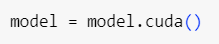 model = model.cuda()